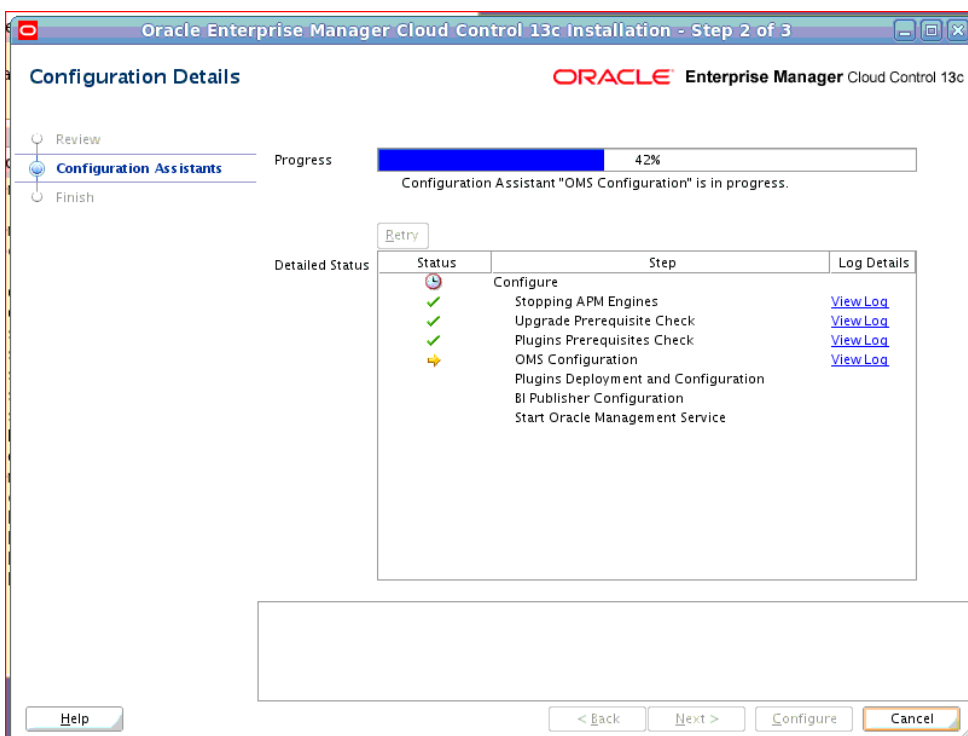 Oracle Enterprise Manager Cloud Control 13c Installation - Step 2 of 3
Configuration Details
ORACLE Enterprise Manager Cloud Control 13c
Review
Configuration Assistants
Finish
Progress
42%
Configuration Assistant "OMS Configuration" is in progress.
Retry
Detailed Status
Status Step Log Details
Configure
Stopping APM Engines View Log
Upgrade Prerequisite Check View Log
Plugins Prerequisites Check View Log
OMS Configuration View Log
Plugins Deployment and Configuration
BI Publisher Configuration
Start Oracle Management Service
Help < Back Next > Configure Cancel